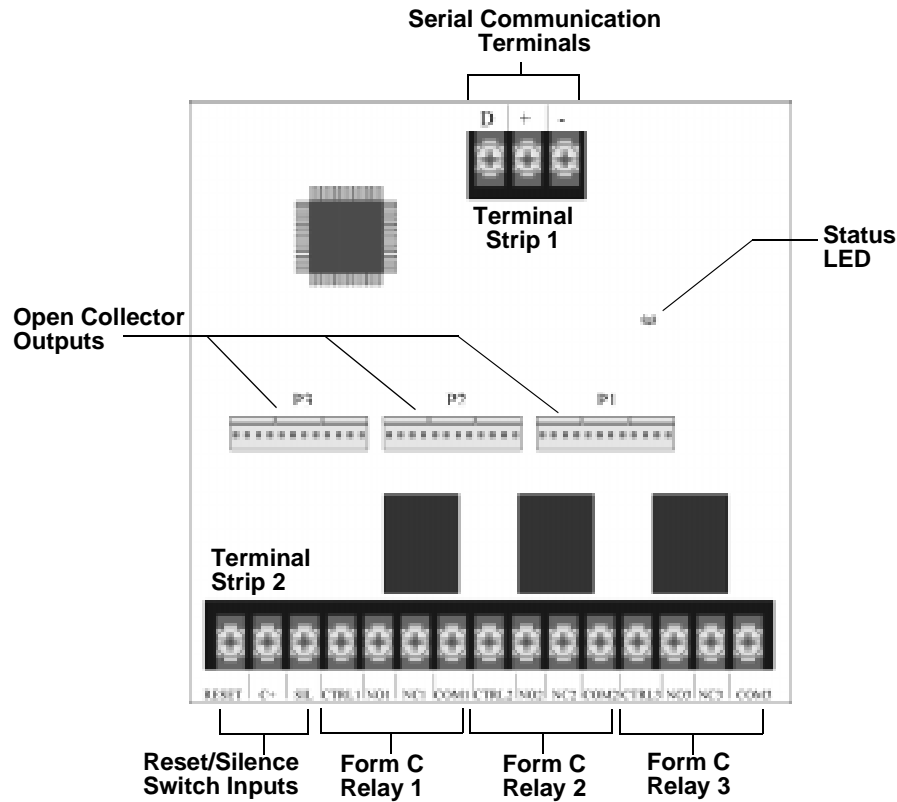 Serial Communication
Terminals
D + -
Terminal
Strip 1
Status
LED
Open Collector
Outputs
P3 P2 P1
Terminal
Strip 2
RESET C+ SIL CTRL1 NO1 NC1 COM1 CTRL2 NO2 NC2 COM2 CTRL3 NO3 NC3 COM3
Reset/Silence
Switch Inputs
Form C
Relay 1
Form C
Relay 2
Form C
Relay 3